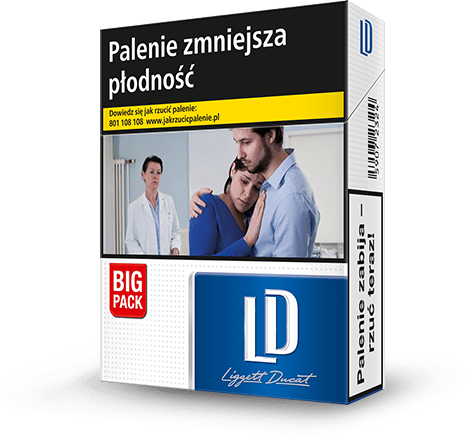 Palenie zmniejsza
płodność
Dowiedz się jak rzucić palenie:
801 108 108 www.jakrzucicpalenie.pl
BIG
PACK
LD
Liggett Ducat
LD
Palenie zabija –
rzuć teraz!